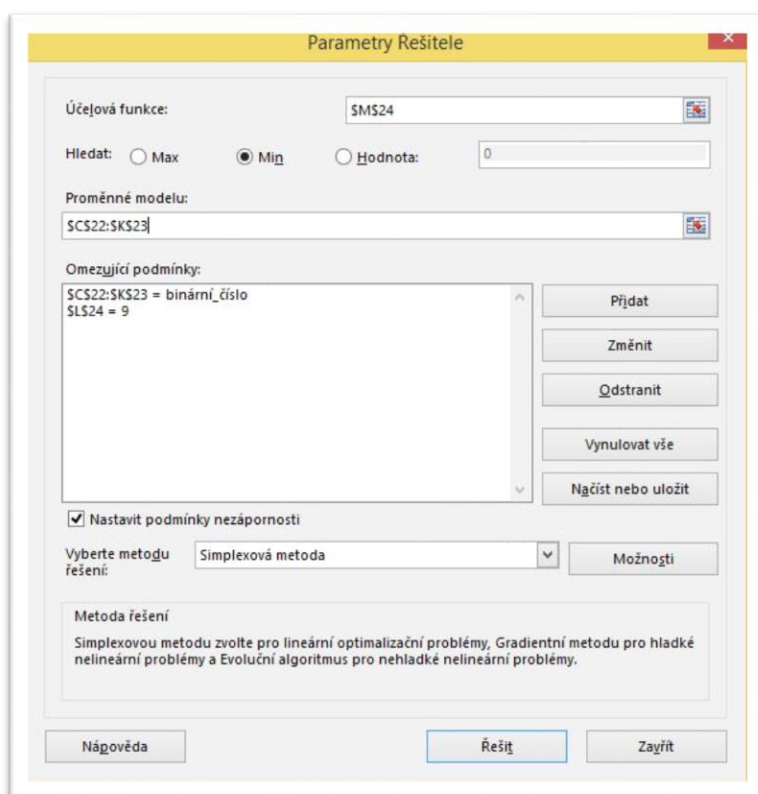 Parametry Řešitele
Účelová funkce:
$M$24
Hledat:
Max
Min
Hodnota:
0
Proměnné modelu:
$C$22:$K$23
Omezující podmínky:
$C$22:$K$23 = binární_číslo
$L$24 = 9
Přidat
Změnit
Odstranit
Vynulovat vše
Načíst nebo uložit
Nastavit podmínky nezápornosti
Vyberte metodu
řešení:
Simplexová metoda
Možnosti
Metoda řešení
Simplexovou metodu zvolte pro lineární optimalizační problémy, Gradientní metodu pro hladké
nelineární problémy a Evoluční algoritmus pro nehladké nelineární problémy.
Nápověda
Řešit
Zavřít